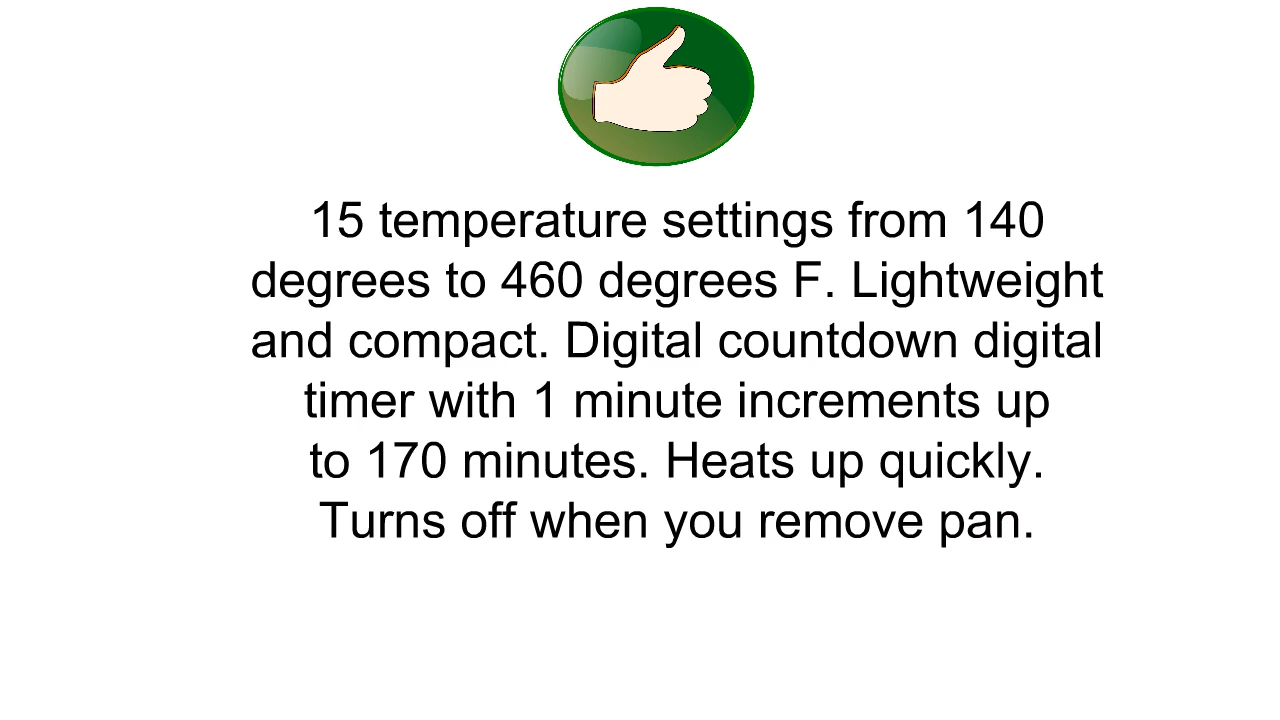 15 temperature settings from 140
degrees to 460 degrees F. Lightweight
and compact. Digital countdown digital
timer with 1 minute increments up
to 170 minutes. Heats up quickly.
Turns off when you remove pan.